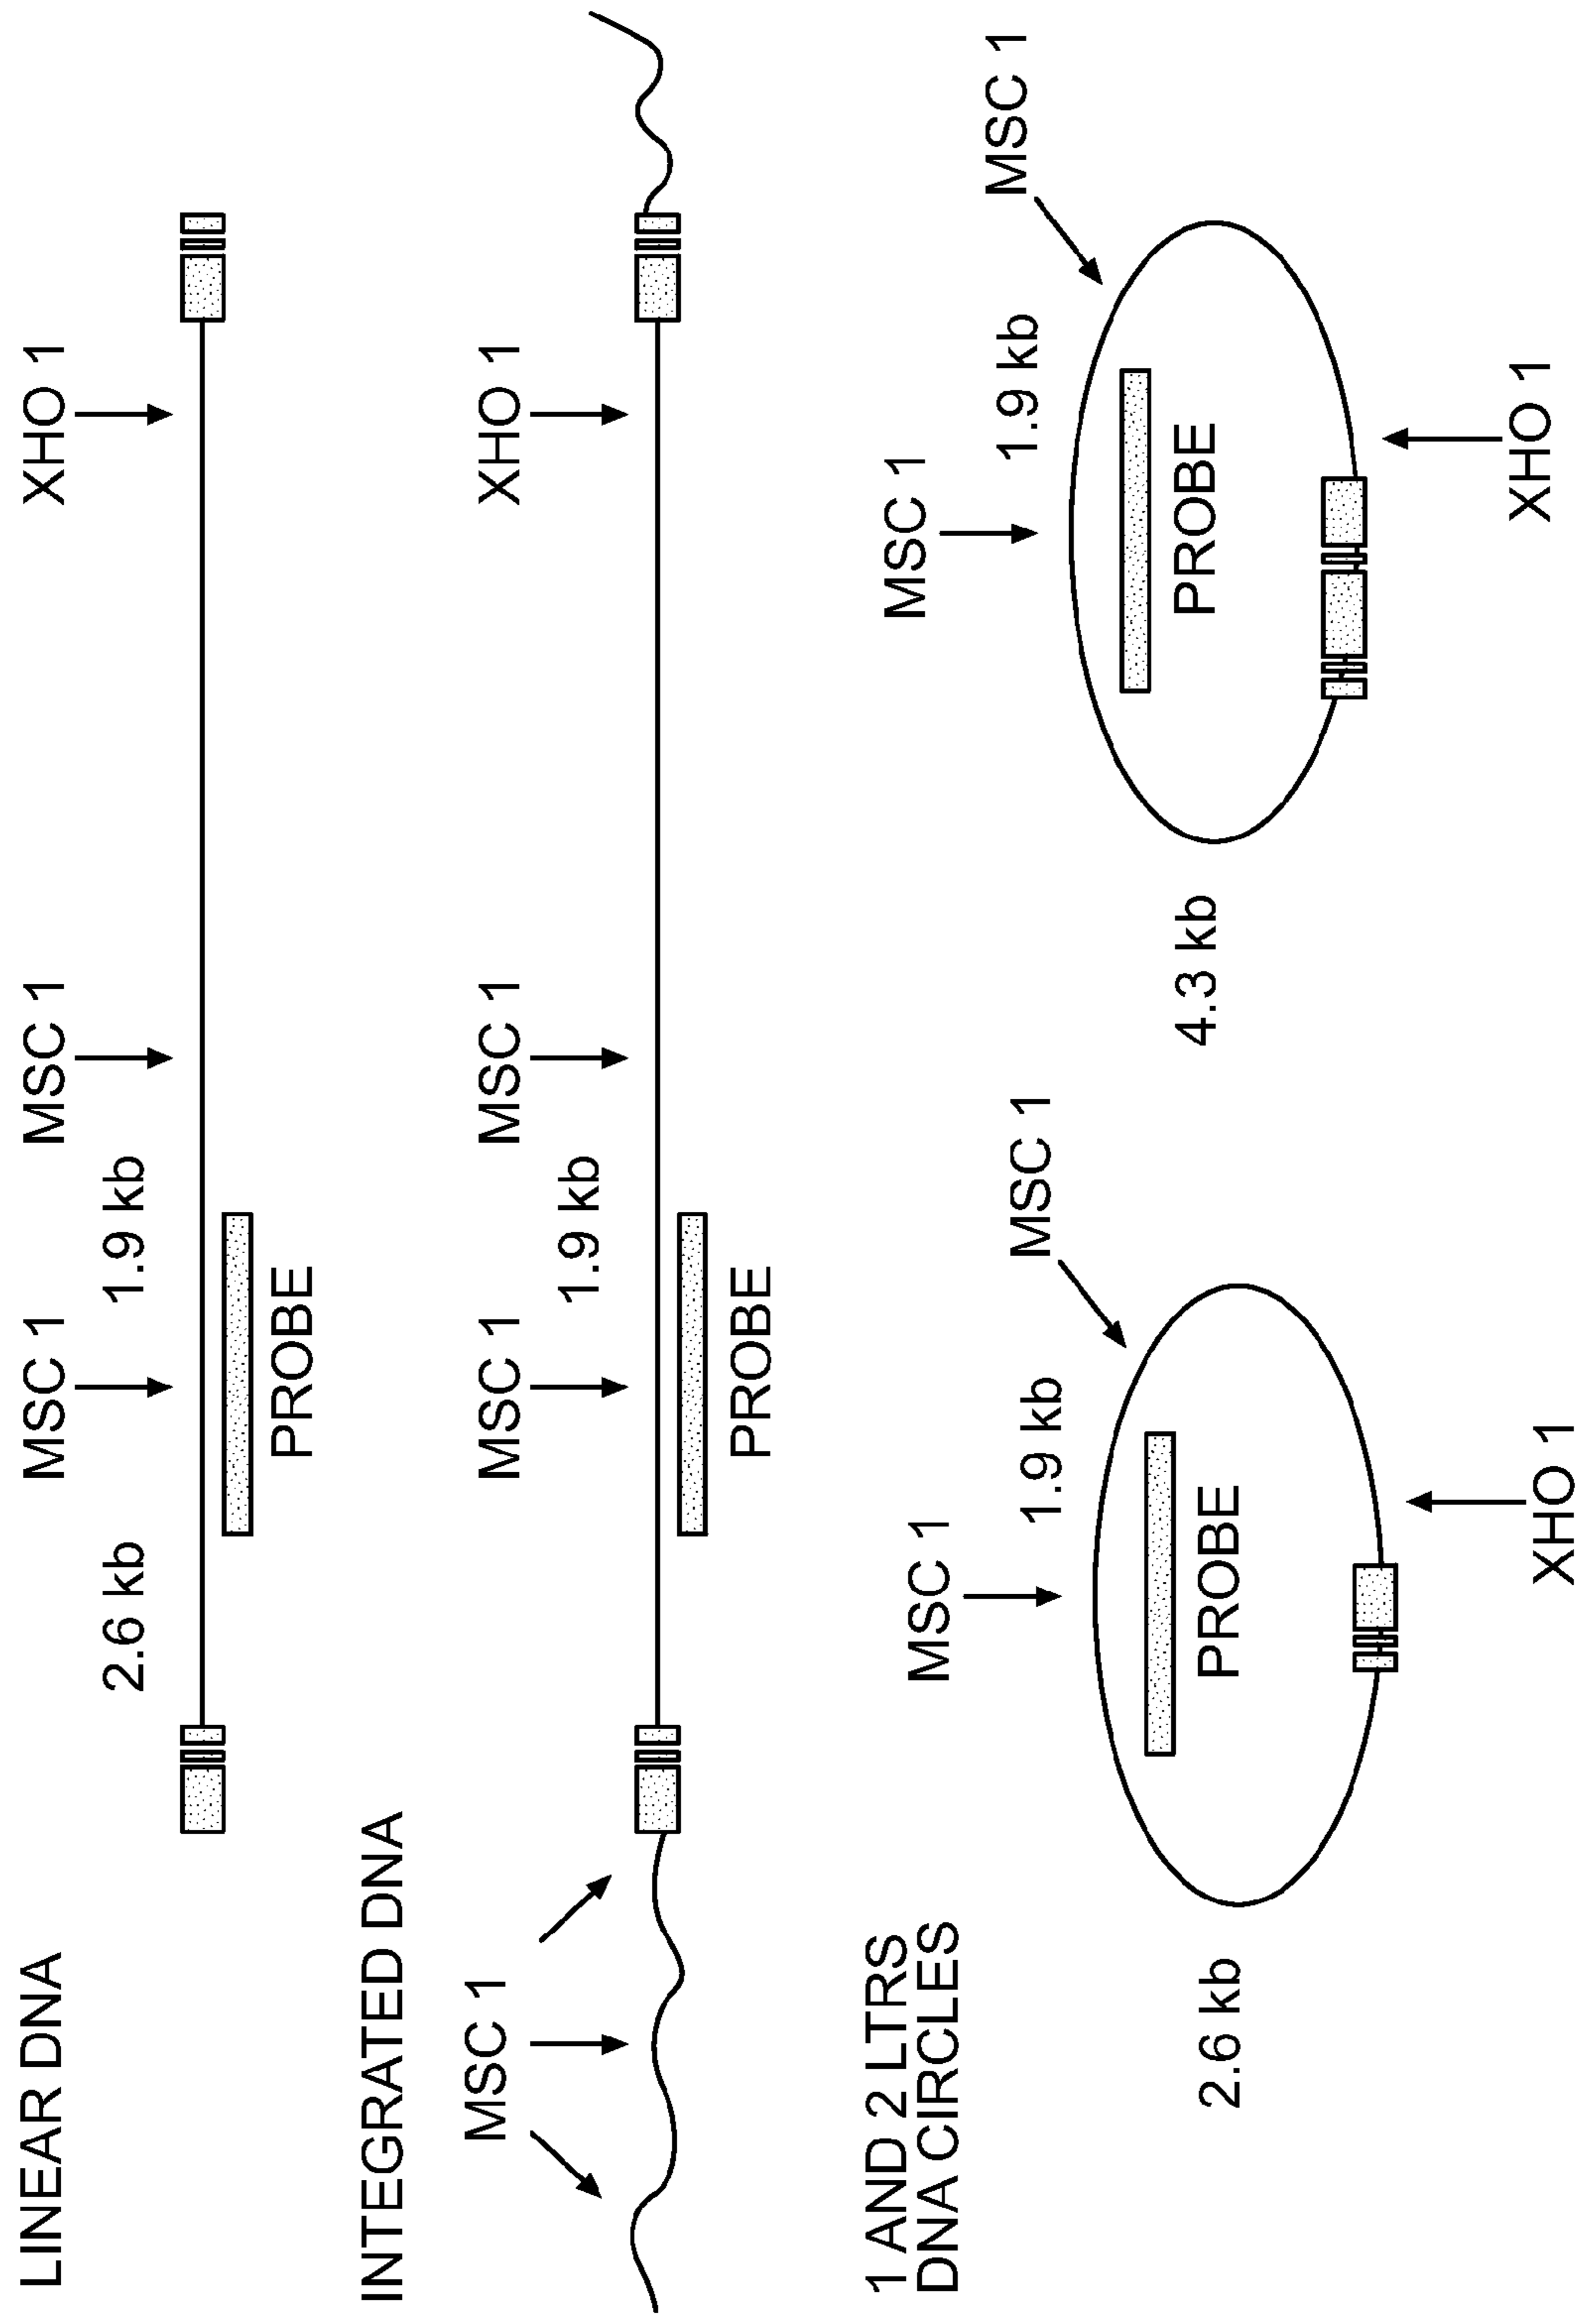 LINEAR DNA
MSC 1
MSC 1
XHO 1
2.6 kb
1.9 kb
PROBE
INTEGRATED DNA
MSC 1
MSC 1
MSC 1
XHO 1
1.9 kb
PROBE
1 AND 2 LTRS
DNA CIRCLES
MSC 1
MSC 1
1.9 kb
2.6 kb
PROBE
XHO 1
MSC 1
MSC 1
1.9 kb
4.3 kb
PROBE
XHO 1